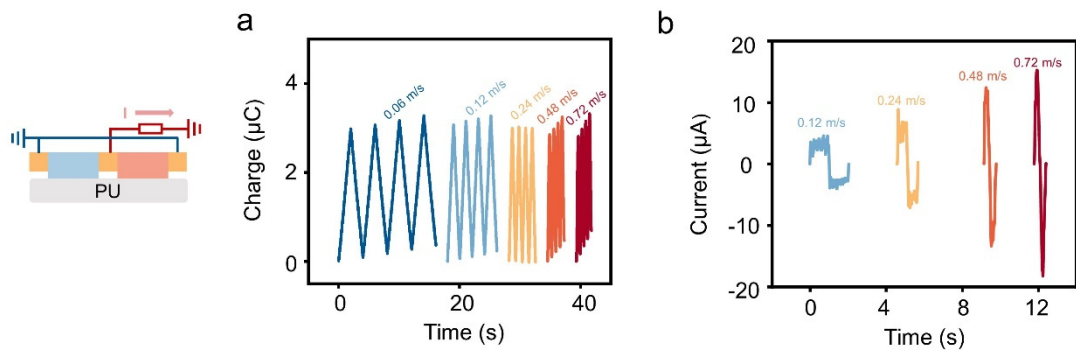 I
PU
a
Charge (μC)
4
2
0
0.06 m/s
0.12 m/s
0.24 m/s
0.48 m/s
0.72 m/s
0
20
40
Time (s)
b
Current (μA)
20
10
0
-10
-20
0.12 m/s
0.24 m/s
0.48 m/s
0.72 m/s
0
4
8
12
Time (s)